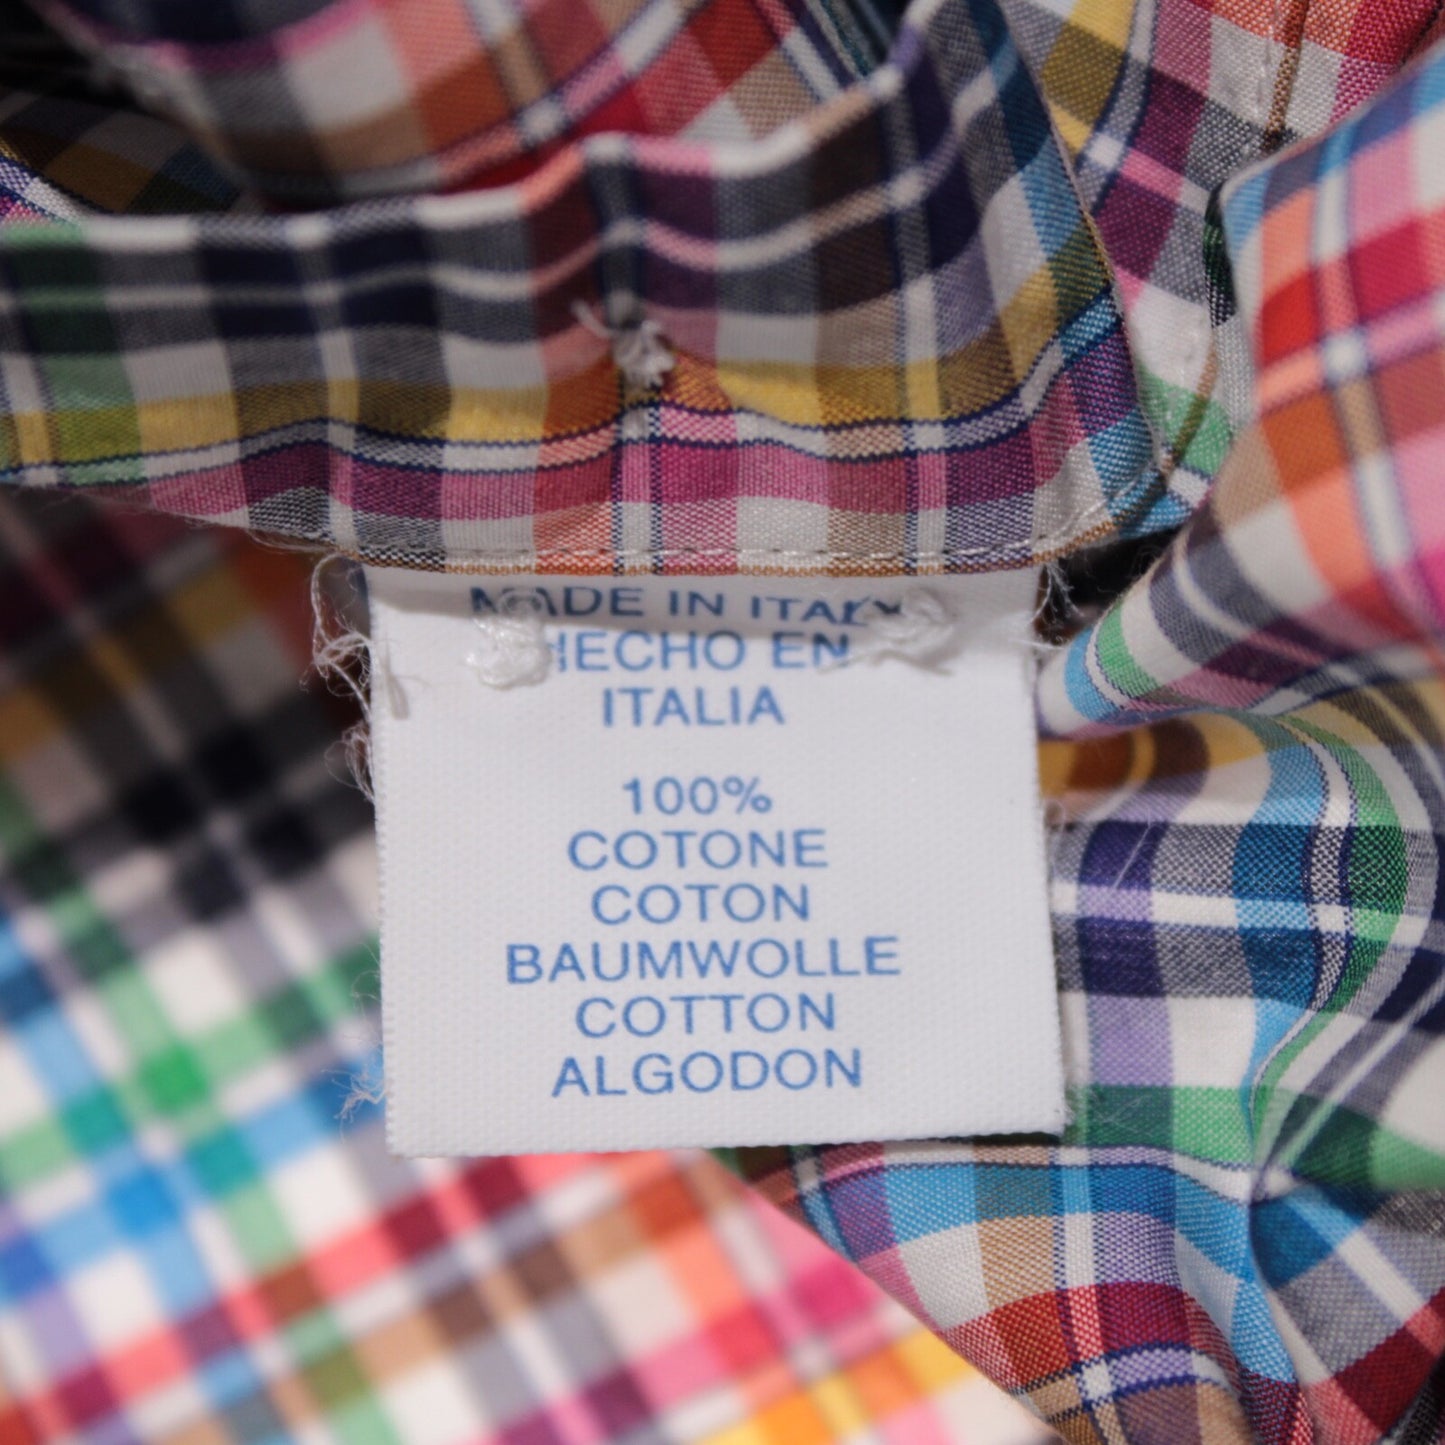 MADE IN ITALY
HECHO EN
ITALIA
100%
COTONE
COTON
BAUMWOLLE
COTTON
ALGODON